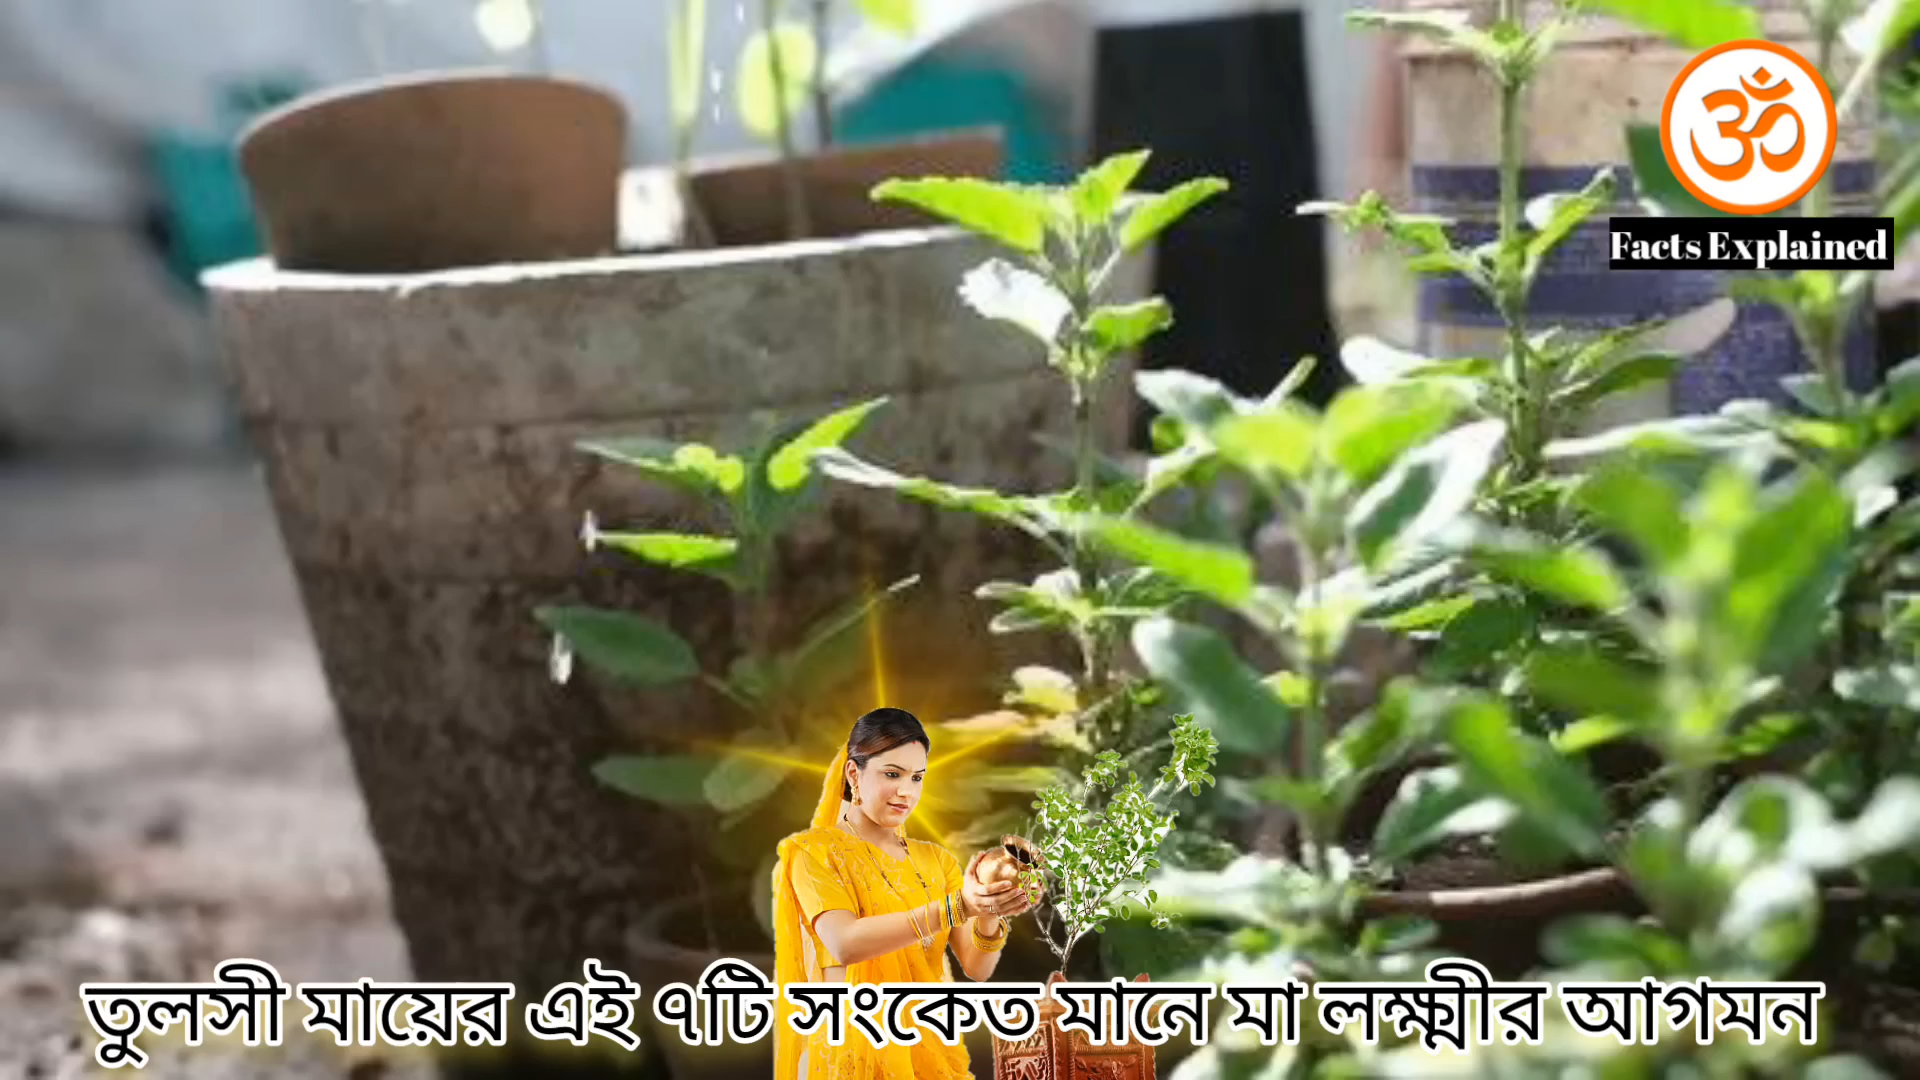 ॐ
Facts Explained
তুলসী মায়ের এই ৭টি সংকেত মানে মা লক্ষ্মীর আগমন